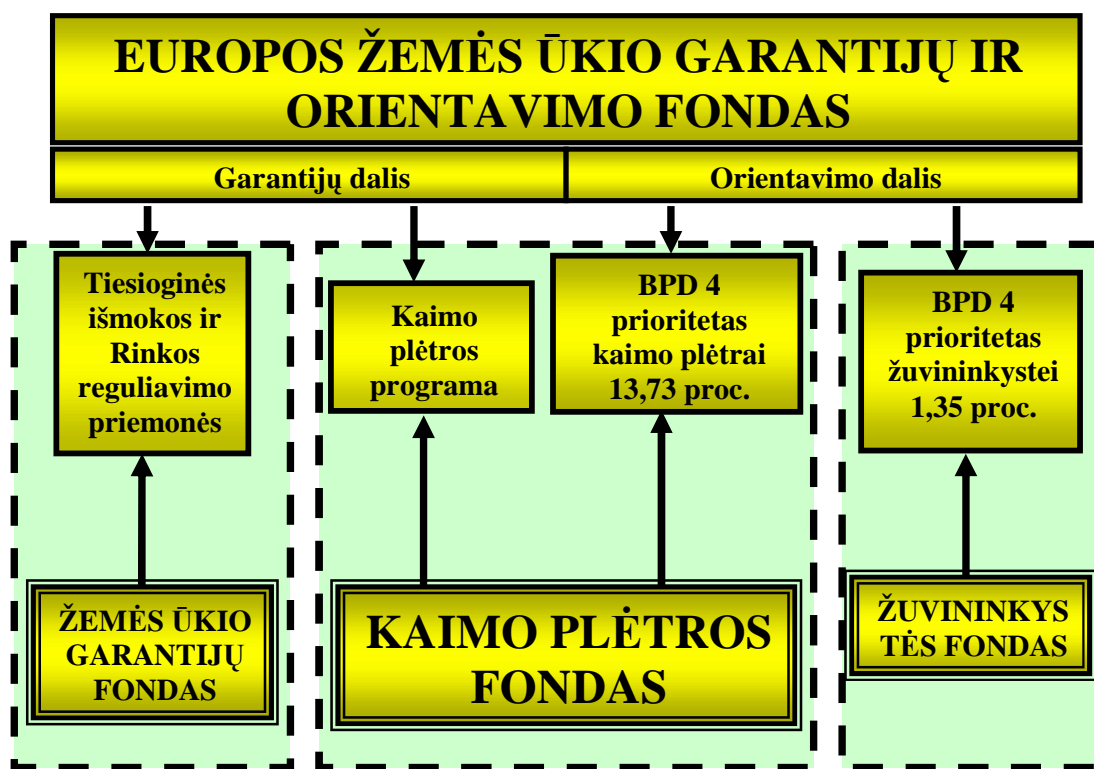 EUROPOS ŽEMĖS ŪKIO GARANTIJŲ IR
ORIENTAVIMO FONDAS
Garantijų dalis
Orientavimo dalis
Tiesioginės
išmokos ir
Rinkos
reguliavimo
priemonės
Kaimo
plėtros
programa
BPD 4
prioritetas
kaimo plėtrai
13,73 proc.
BPD 4
prioritetas
žuvininkystei
1,35 proc.
ŽEMĖS ŪKIO
GARANTIJŲ
FONDAS
KAIMO PLĖTROS
FONDAS
ŽUVININKYS
TĖS FONDAS